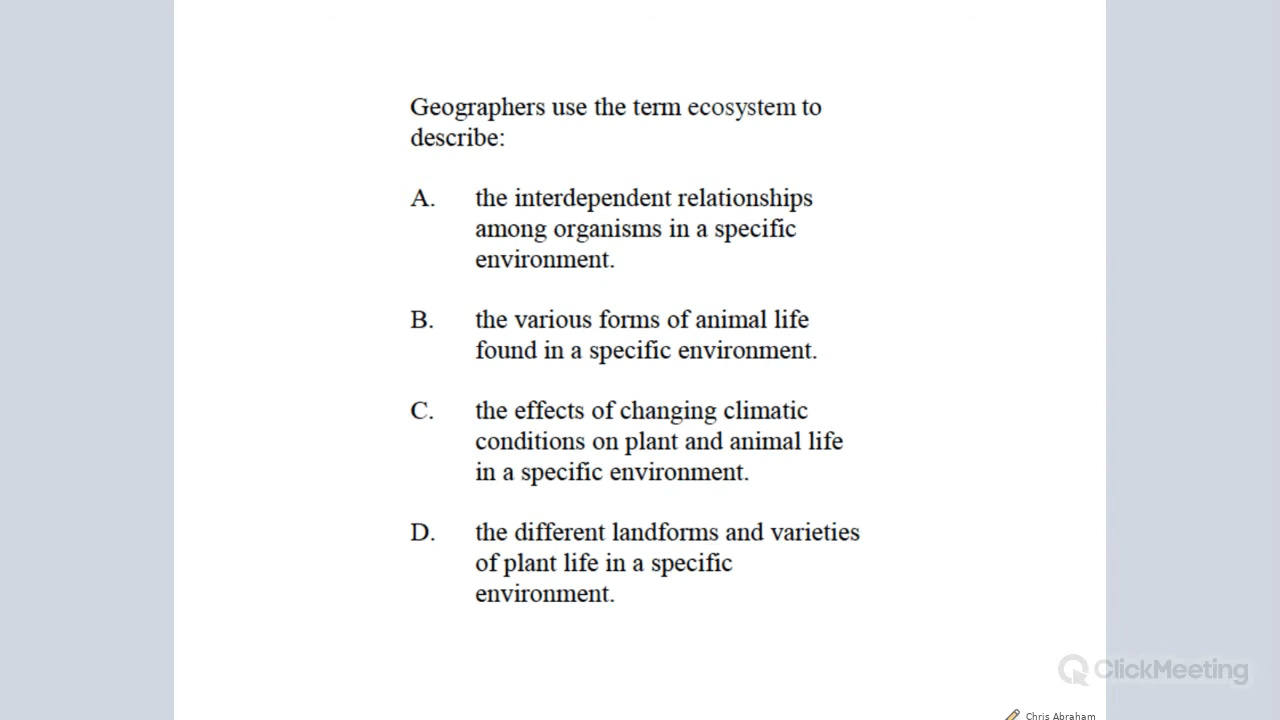 Geographers use the term ecosystem to
describe:
A. the interdependent relationships
among organisms in a specific
environment.
B. the various forms of animal life
found in a specific environment.
C. the effects of changing climatic
conditions on plant and animal life
in a specific environment.
D. the different landforms and varieties
of plant life in a specific
environment.
ClickMeeting
Chris Abraham